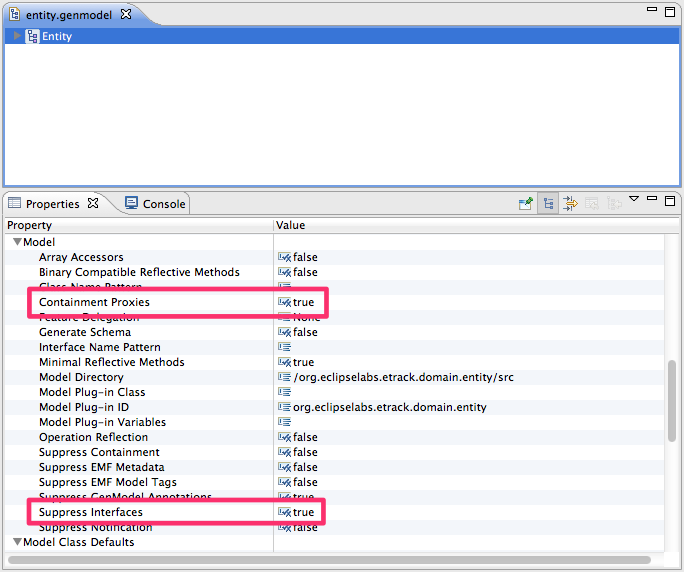 entity.genmodel
Entity
Properties Console
Property Value
Model
Array Accessors false
Binary Compatible Reflective Methods false
Class Name Pattern
Containment Proxies true
Feature Delegation None
Generate Schema false
Interface Name Pattern
Minimal Reflective Methods true
Model Directory /org.eclipselabs.etrack.domain.entity/src
Model Plug-in Class
Model Plug-in ID org.eclipselabs.etrack.domain.entity
Model Plug-in Variables
Operation Reflection false
Suppress Containment false
Suppress EMF Metadata false
Suppress EMF Model Tags false
Suppress GenModel Annotations true
Suppress Interfaces true
Suppress Notification false
Model Class Defaults